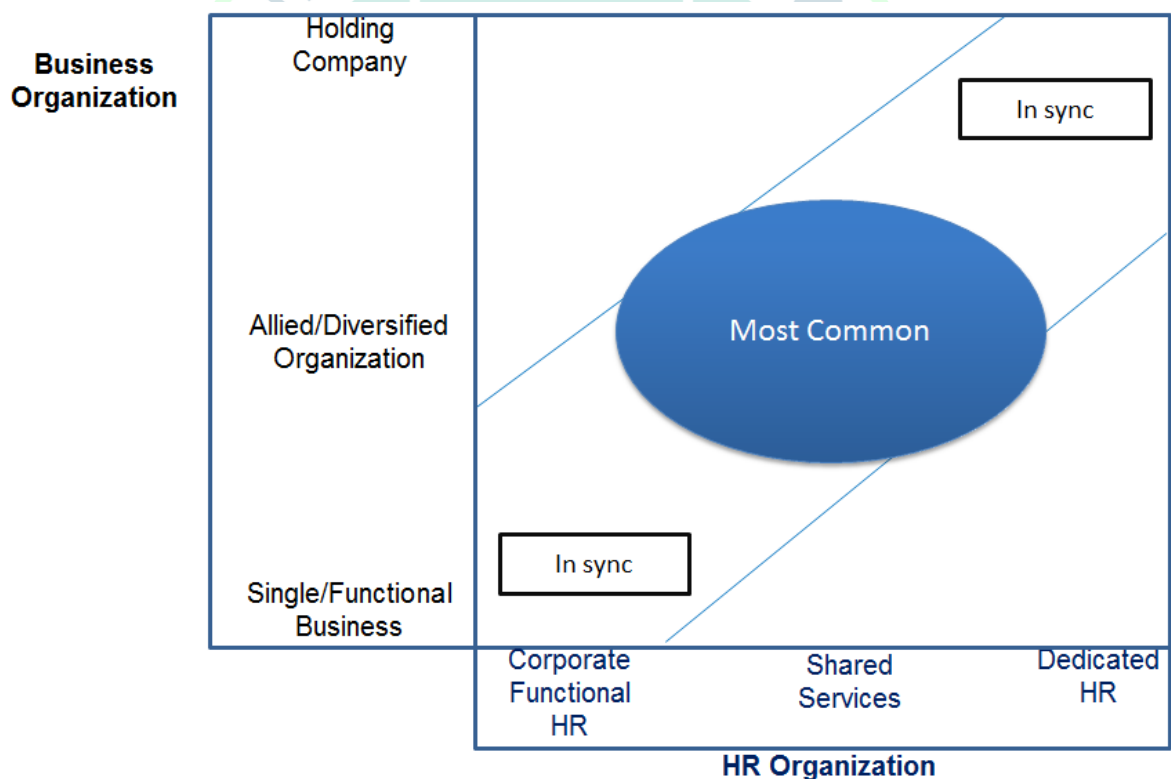 Holding
Company
Business
Organization
In sync
Allied/Diversified
Organization
Most Common
In sync
Single/Functional
Business
Corporate
Functional
HR
Shared
Services
Dedicated
HR
HR Organization